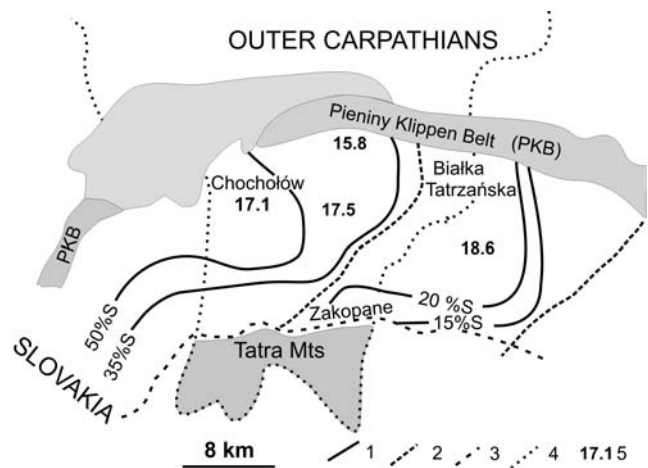 OUTER CARPATHIANS
Pieniny Klippen Belt (PKB)
15.8
Białka
Tatrzańska
Chochołów
17.1
17.5
PKB
18.6
50%S
35%S
20 %S
15%S
Zakopane
SLOVAKIA
Tatra Mts
8 km
1 2 3 4 17.1 5